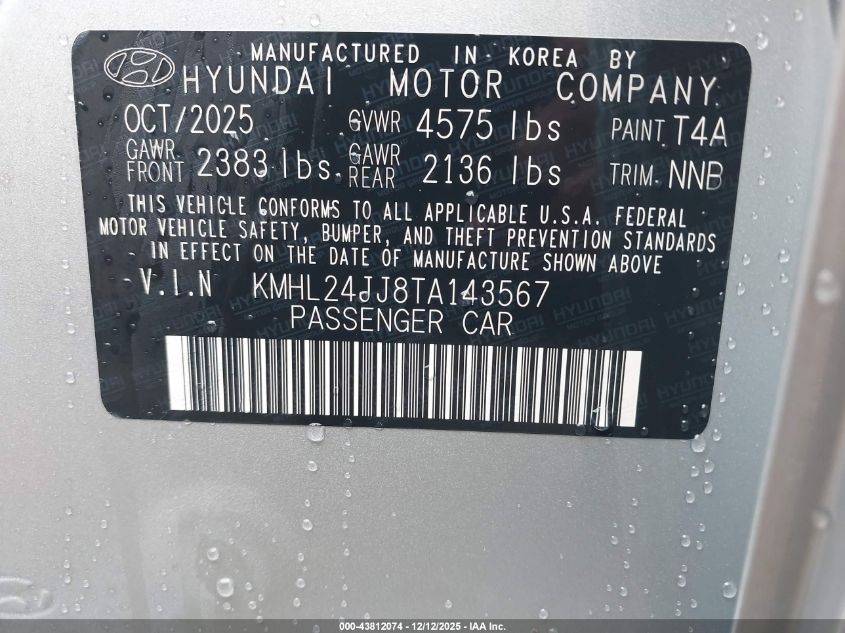 MANUFACTURED IN KOREA BY
HYUNDAI MOTOR COMPANY
OCT/2025 GVWR 4575 lbs PAINT T4A
GAWR FRONT 2383 lbs. GAWR REAR 2136 lbs TRIM. NNB
THIS VEHICLE CONFORMS TO ALL APPLICABLE U.S.A. FEDERAL
MOTOR VEHICLE SAFETY, BUMPER, AND THEFT PREVENTION STANDARDS
IN EFFECT ON THE DATE OF MANUFACTURE SHOWN ABOVE
V.I.N KMHL24JJ8TA143567
PASSENGER CAR
000-43812074 - 12/12/2025 - IAA Inc.